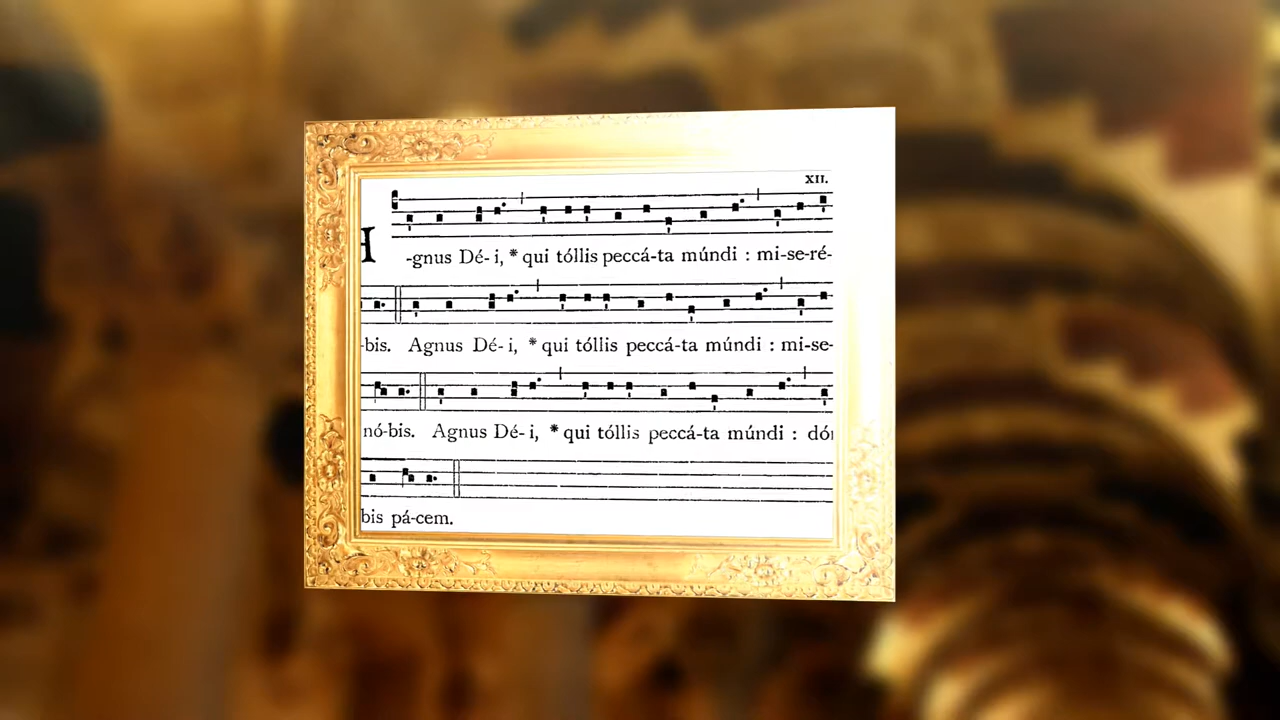 XII.
A-gnus Dé- i, * qui tóllis peccá-ta múndi : mi-se-ré-
-bis. Agnus Dé- i, * qui tóllis peccá-ta múndi : mi-se-
nó-bis. Agnus Dé- i, * qui tóllis peccá-ta múndi : dó
bis pá-cem.